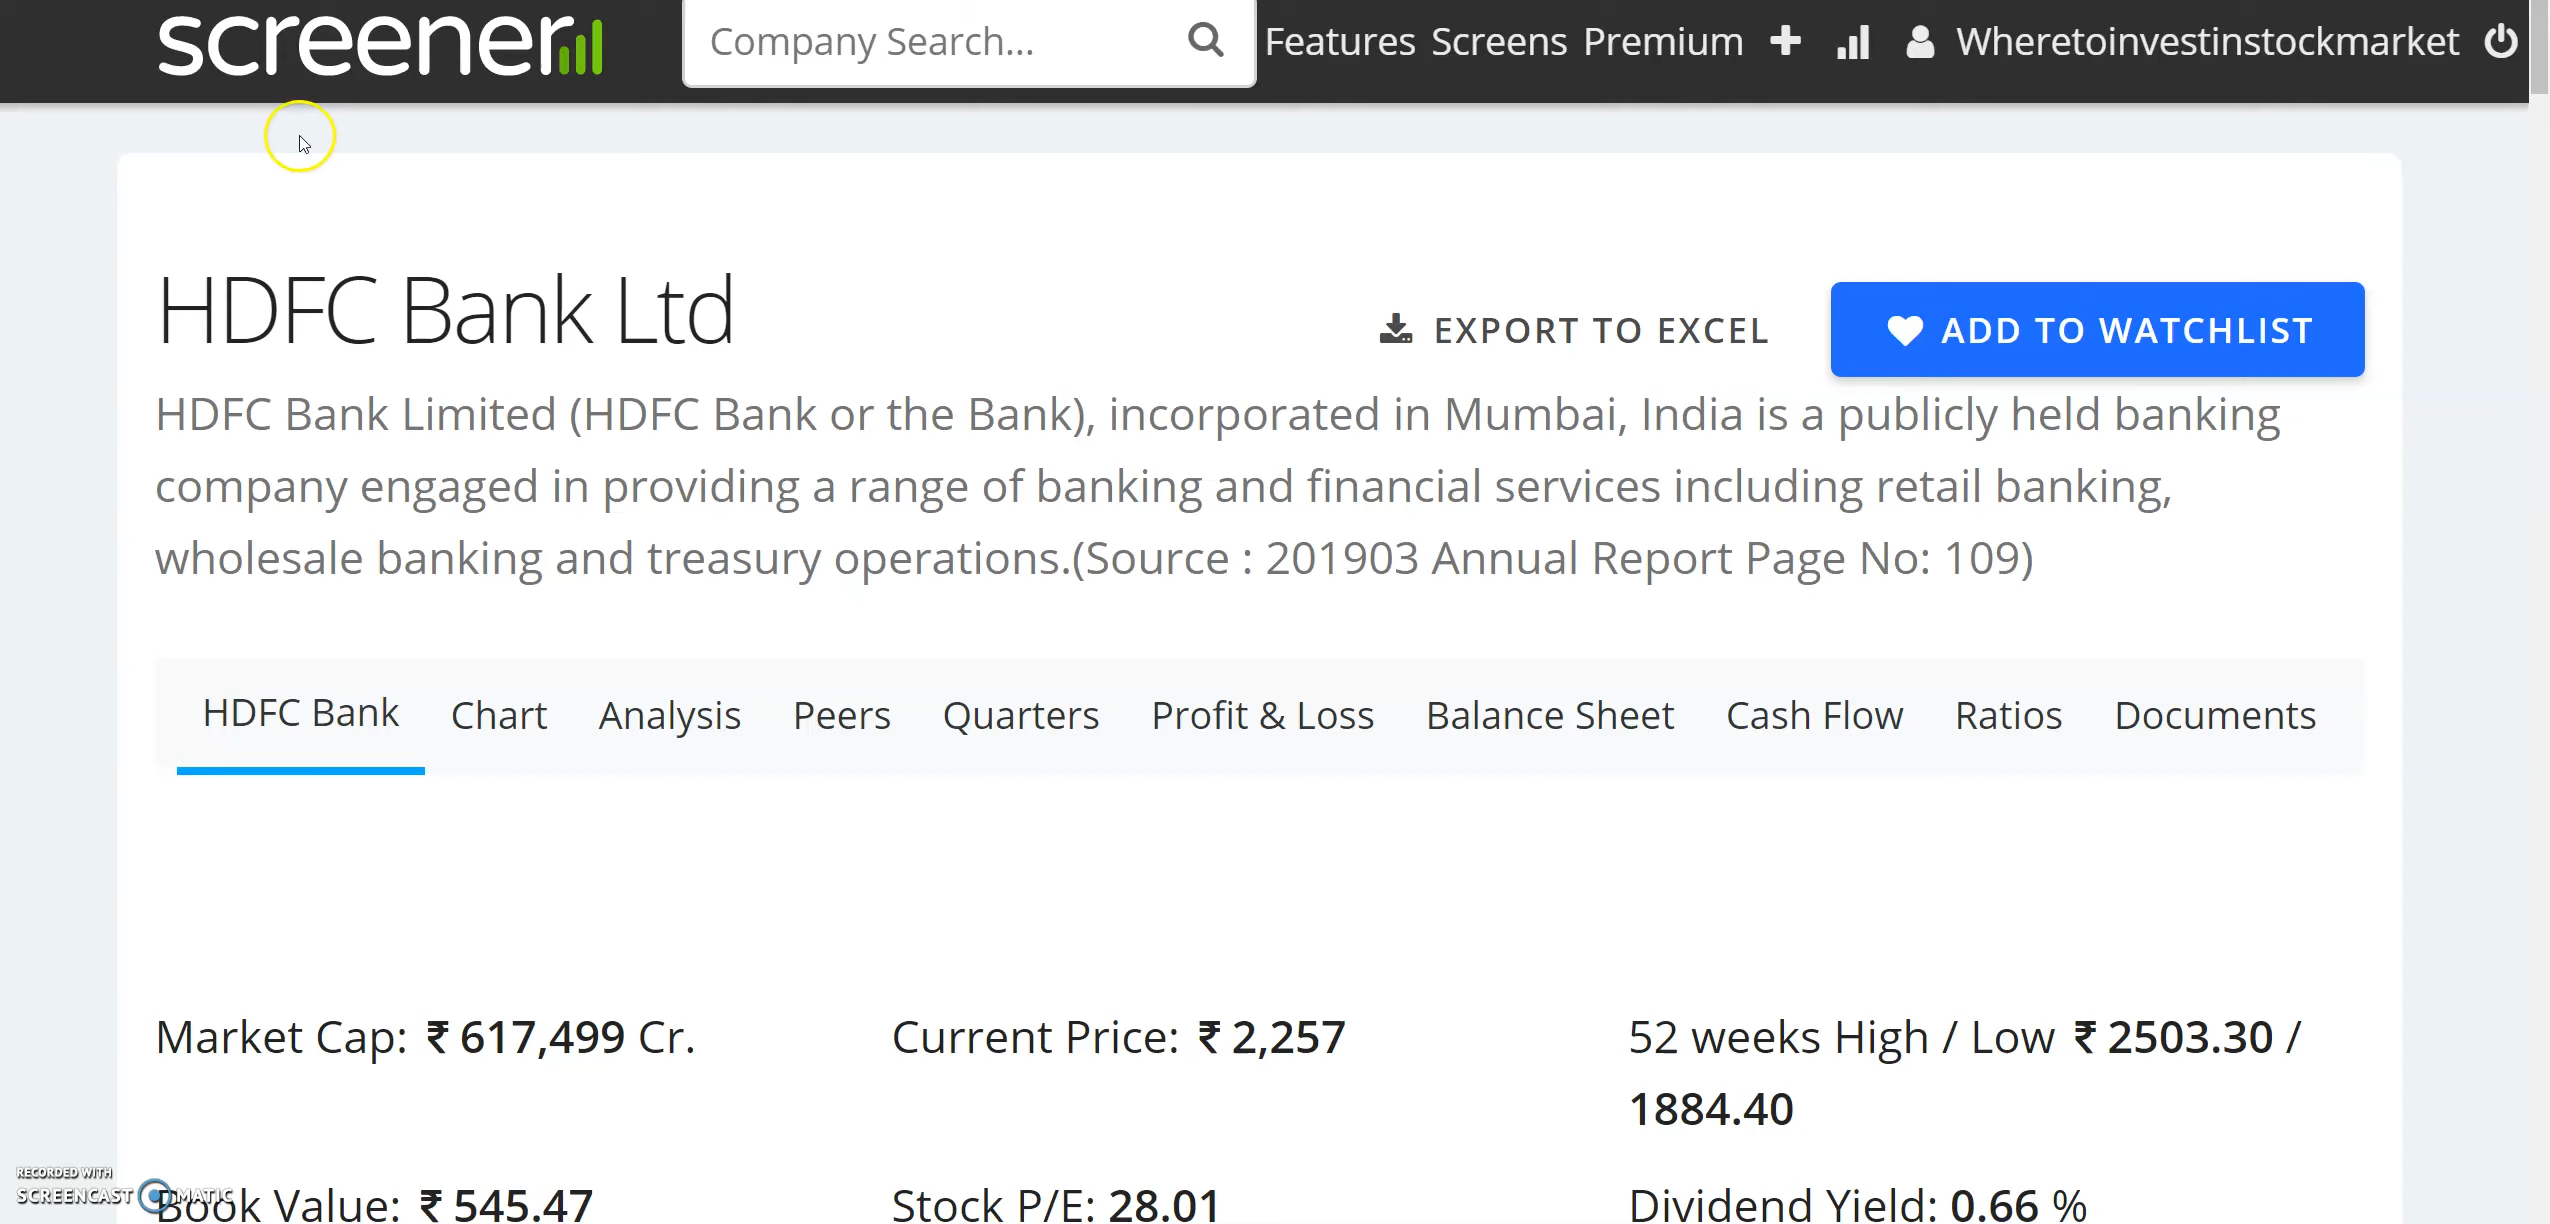 screener Company Search... Features Screens Premium Wheretoinvestinstockmarket
HDFC Bank Ltd
EXPORT TO EXCEL ADD TO WATCHLIST
HDFC Bank Limited (HDFC Bank or the Bank), incorporated in Mumbai, India is a publicly held banking
company engaged in providing a range of banking and financial services including retail banking,
wholesale banking and treasury operations.(Source : 201903 Annual Report Page No: 109)
HDFC Bank Chart Analysis Peers Quarters Profit & Loss Balance Sheet Cash Flow Ratios Documents
Market Cap: ₹ 617,499 Cr. Current Price: ₹ 2,257 52 weeks High / Low ₹ 2503.30 /
1884.40
Book Value: ₹ 545.47 Stock P/E: 28.01 Dividend Yield: 0.66 %
RECORDED WITH
SCREENCAST MATIC